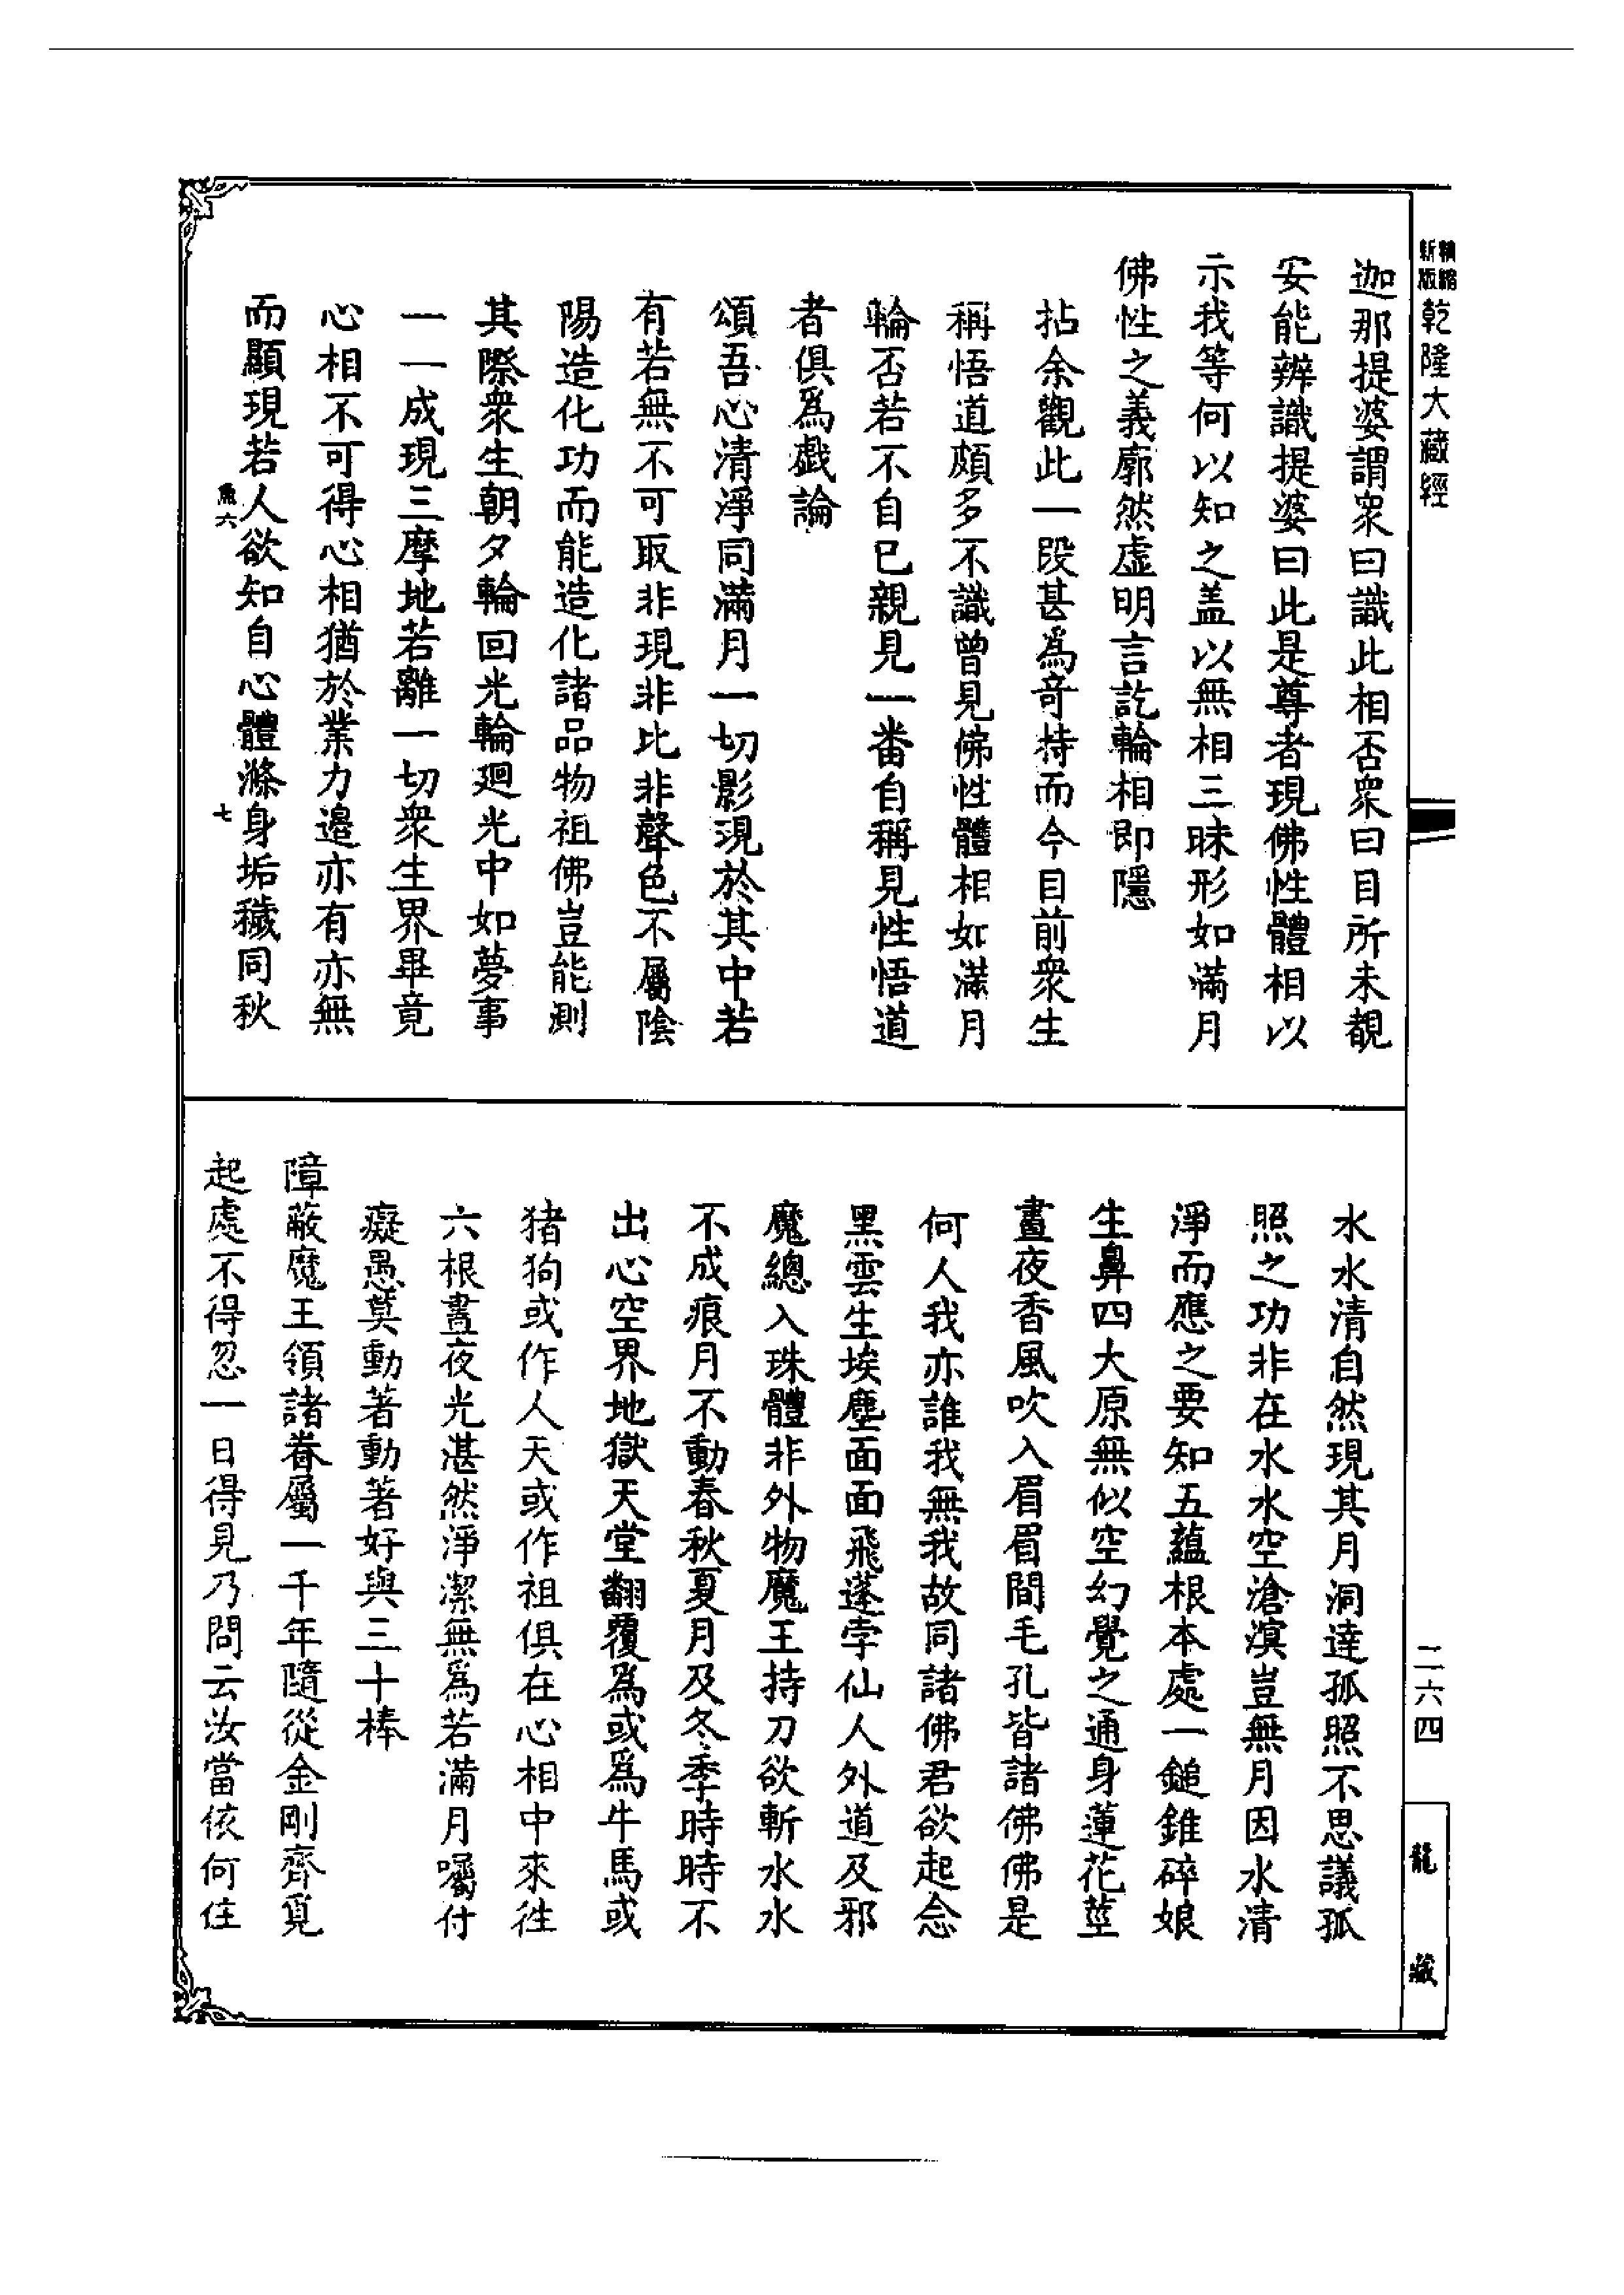 精縮新版乾隆大藏經
迦那提婆謂眾曰識此相否眾曰目所未覩
安能辨識提婆曰此是尊者現佛性體相以
示我等何以知之盖以無相三昧形如滿月
佛性之義廓然虛明言訖輪相即隱
拈余觀此一段甚為奇持而今目前眾生
稱悟道頗多不識曾見佛性體相如滿月
輪否若不自已親見一番自稱見性悟道
者俱為戲論
頌吾心清淨同滿月一切影現於其中若
有若無不可取非現非比非聲色不屬陰
陽造化功而能造化諸品物祖佛豈能測
其際眾生朝夕輪回光輪廻光中如夢事
一一成現三摩地若離一切眾生界畢竟
心相不可得心相猶於業力邊亦有亦無
而顯現若人欲知自心體滌身垢穢同秋
魚六
七
水水清自然現其月洞達孤照不思議孤
照之功非在水水空滄溟豈無月因水清
淨而應之要知五蘊根本處一鎚錐碎娘
生鼻四大原無似空幻覺之通身蓮花莖
晝夜香風吹入眉眉間毛孔皆諸佛佛是
何人我亦誰我無我故同諸佛君欲起念
黑雲生埃塵面面飛蓬孛仙人外道及邪
魔總入珠體非外物魔王持刀欲斬水水
不成痕月不動春秋夏月及冬季時時不
出心空界地獄天堂翻覆為或為牛馬或
猪狗或作人天或作祖俱在心相中來往
六根晝夜光湛然淨潔無為若滿月囑付
癡愚莫動著動著好與三十棒
障蔽魔王領諸眷屬一千年隨從金剛齊覓
起處不得忽一日得見乃問云汝當依何住
二六四
龍藏